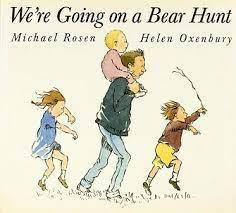 We're Going on a Bear Hunt
Michael Rosen Helen Oxenbury